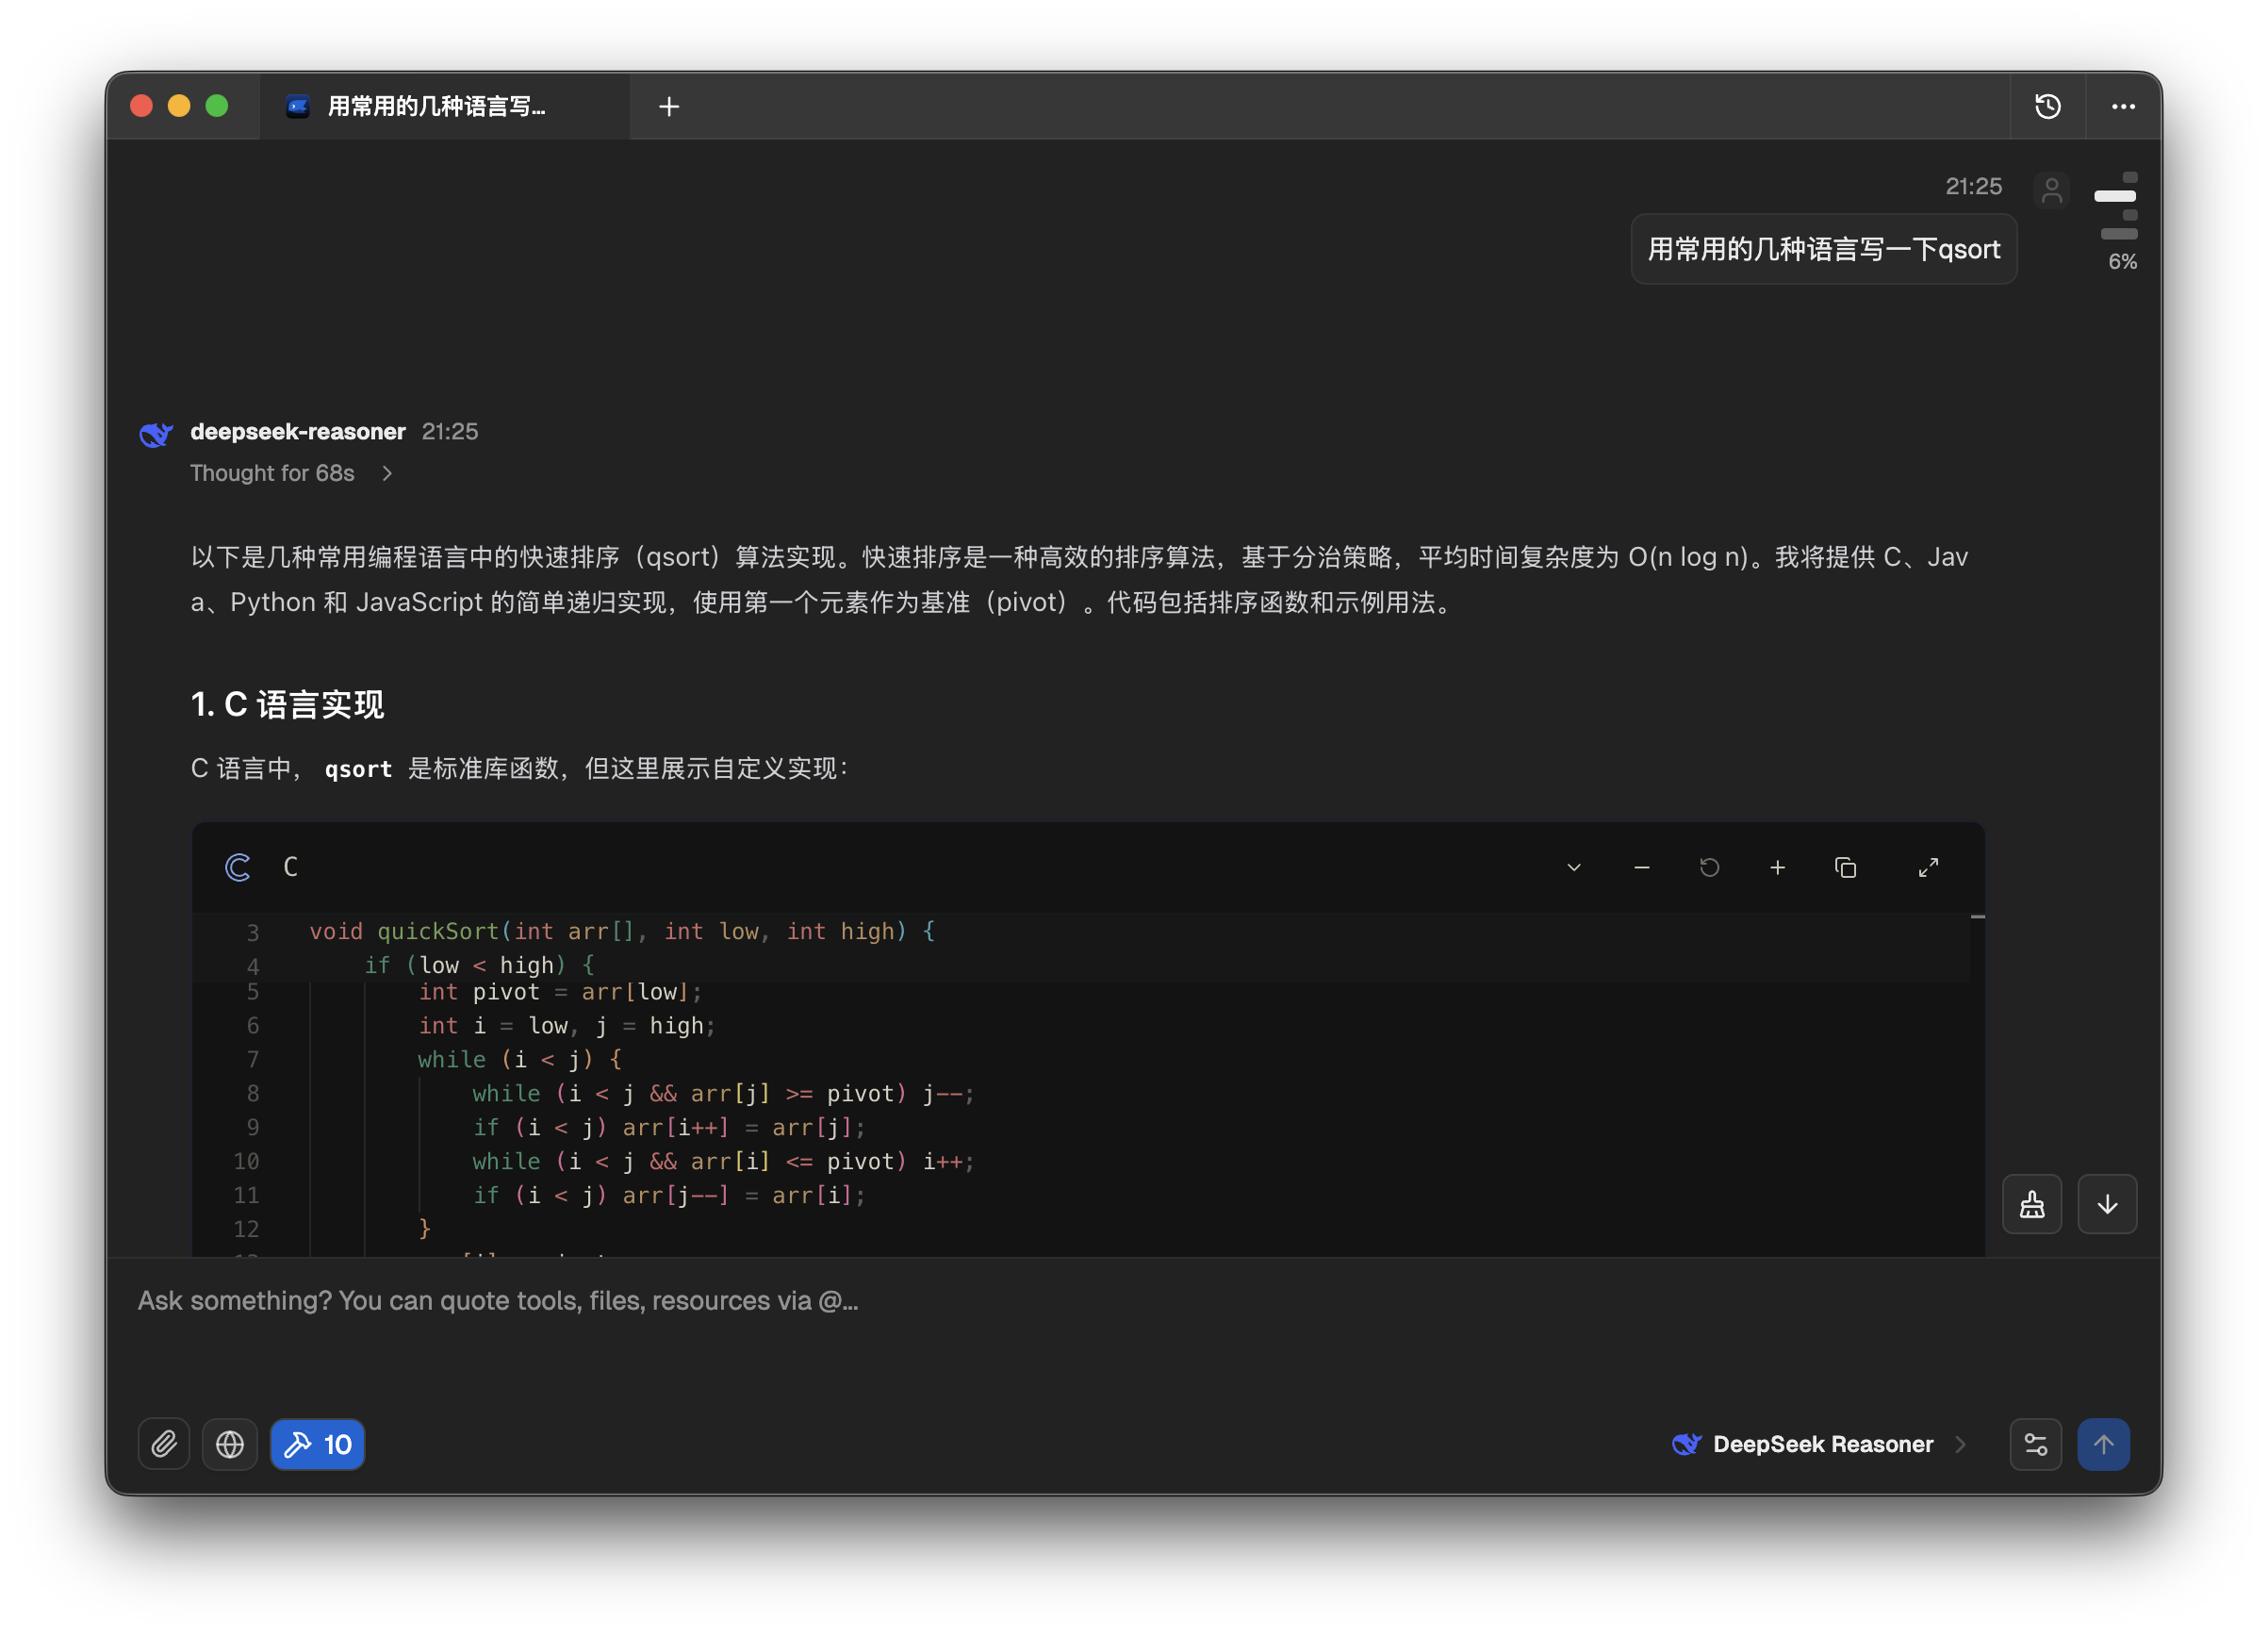 用常用的几种语言写...
21:25
用常用的几种语言写一下qsort
6%
deepseek-reasoner 21:25
Thought for 68s
以下是几种常用编程语言中的快速排序（qsort）算法实现。快速排序是一种高效的排序算法，基于分治策略，平均时间复杂度为 O(n log n)。我将提供 C、Jav
a、Python 和 JavaScript 的简单递归实现，使用第一个元素作为基准（pivot）。代码包括排序函数和示例用法。
1. C 语言实现
C 语言中， qsort 是标准库函数，但这里展示自定义实现：
C
3 void quickSort(int arr[], int low, int high) {
4 if (low < high) {
5 int pivot = arr[low];
6 int i = low, j = high;
7 while (i < j) {
8 while (i < j && arr[j] >= pivot) j--;
9 if (i < j) arr[i++] = arr[j];
10 while (i < j && arr[i] <= pivot) i++;
11 if (i < j) arr[j--] = arr[i];
12 }
Ask something? You can quote tools, files, resources via @...
10
DeepSeek Reasoner